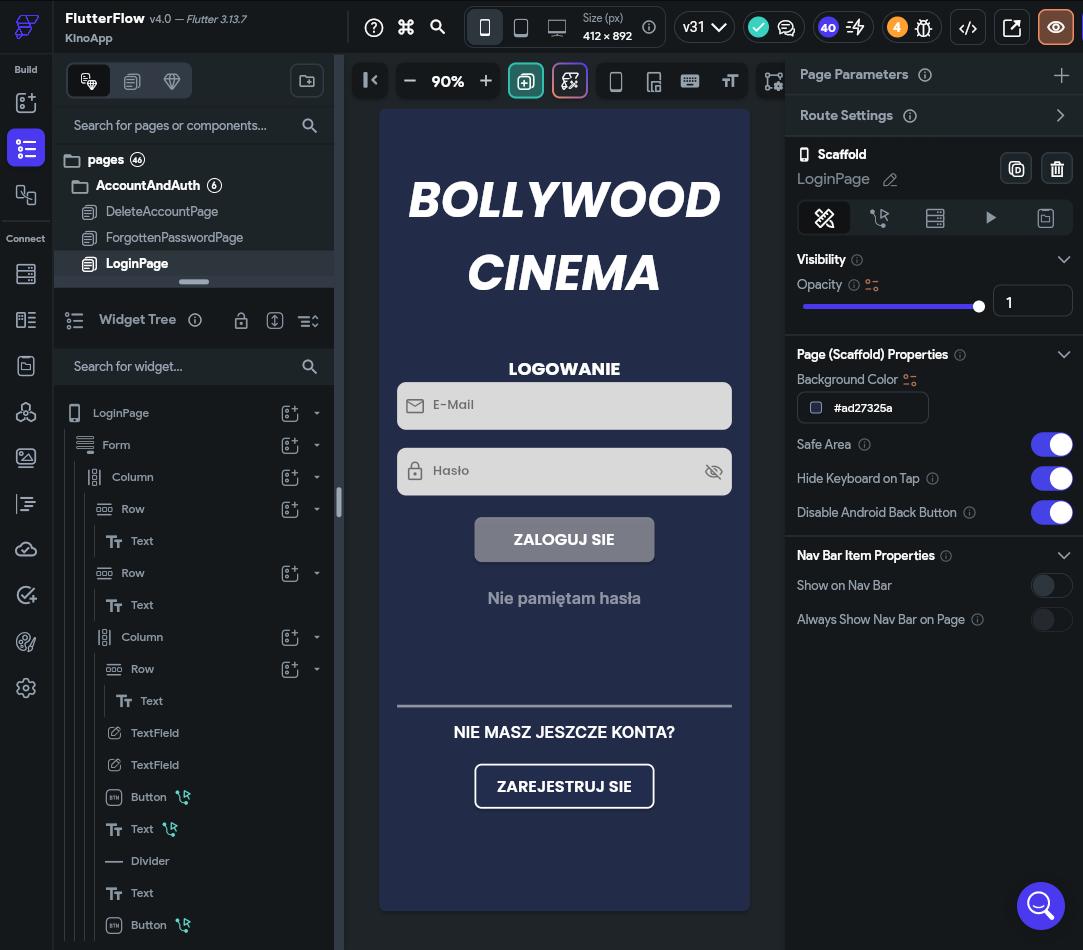 FlutterFlow v4.0 — Flutter 3.13.7
KinoApp
Size (px)
412 × 892
v31
40
4
Build
Connect
Search for pages or components...
pages 46
AccountAndAuth 6
DeleteAccountPage
ForgottenPasswordPage
LoginPage
Widget Tree
Search for widget...
LoginPage
Form
Column
Row
Text
Row
Text
Column
Row
Text
TextField
TextField
BTN Button
Text
Divider
Text
BTN Button
90%
BOLLYWOOD
CINEMA
LOGOWANIE
E-Mail
Hasło
ZALOGUJ SIE
Nie pamiętam hasła
NIE MASZ JESZCZE KONTA?
ZAREJESTRUJ SIE
Page Parameters
Route Settings
Scaffold
LoginPage
Visibility
Opacity
1
Page (Scaffold) Properties
Background Color
#ad27325a
Safe Area
Hide Keyboard on Tap
Disable Android Back Button
Nav Bar Item Properties
Show on Nav Bar
Always Show Nav Bar on Page